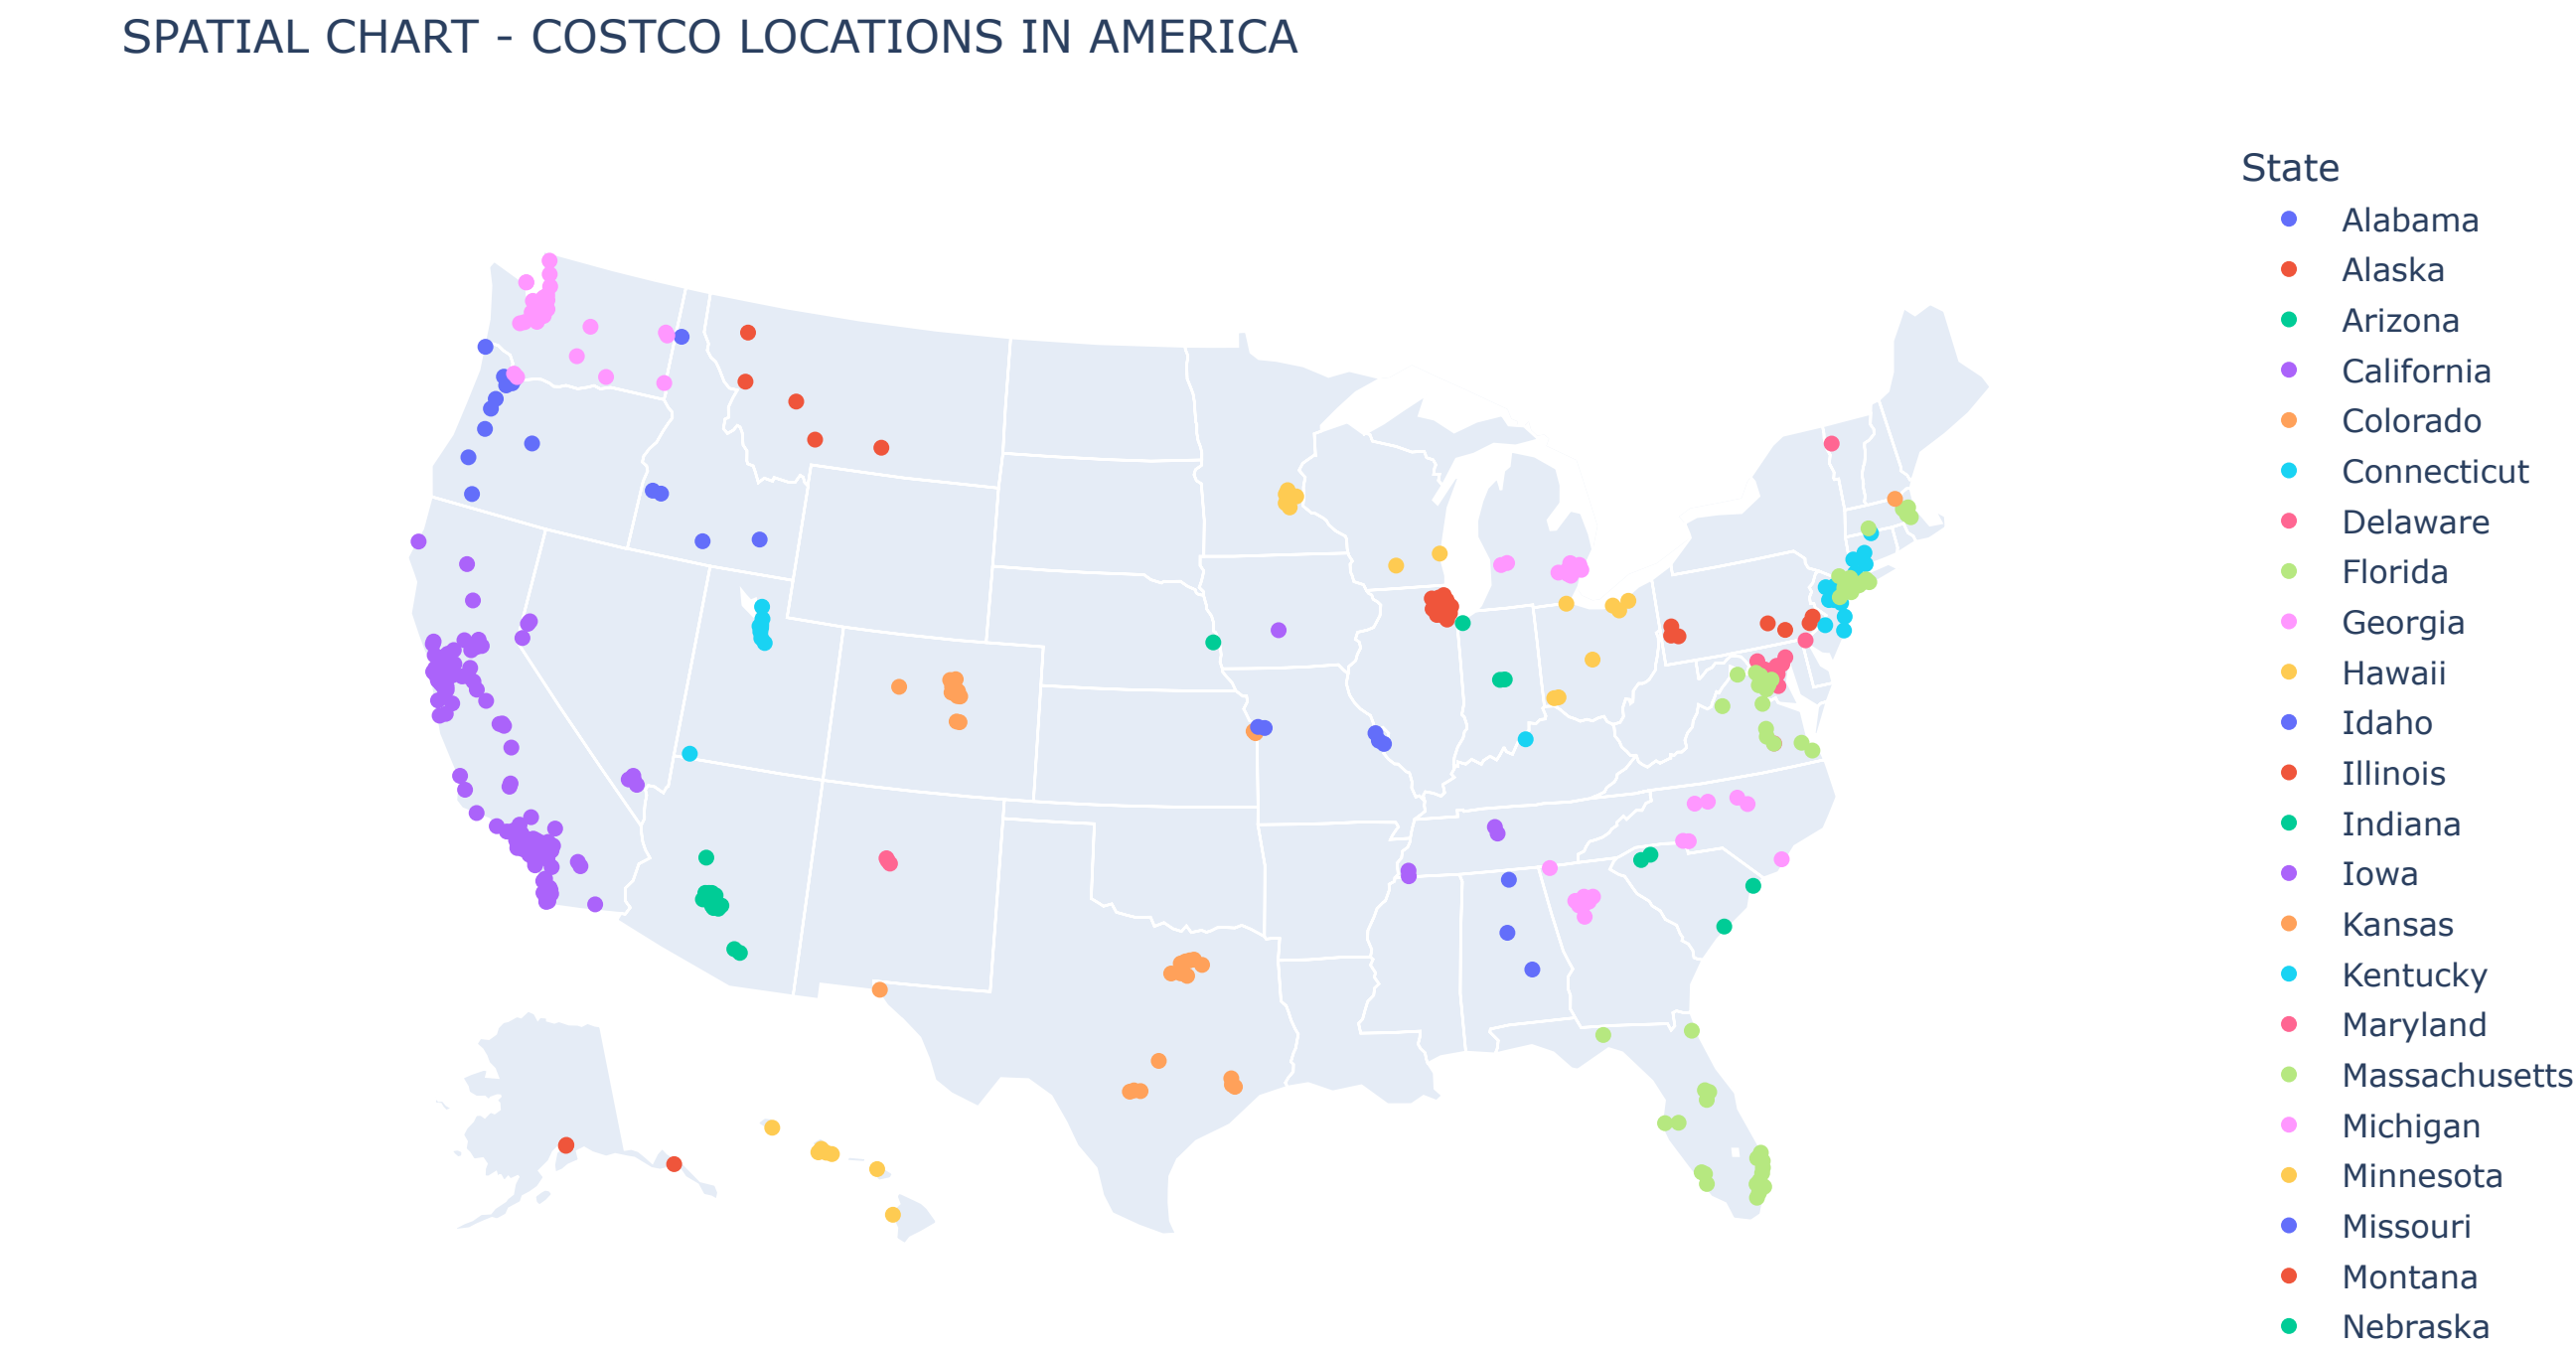 SPATIAL CHART - COSTCO LOCATIONS IN AMERICA
State
Alabama
Alaska
Arizona
California
Colorado
Connecticut
Delaware
Florida
Georgia
Hawaii
Idaho
Illinois
Indiana
Iowa
Kansas
Kentucky
Maryland
Massachusetts
Michigan
Minnesota
Missouri
Montana
Nebraska